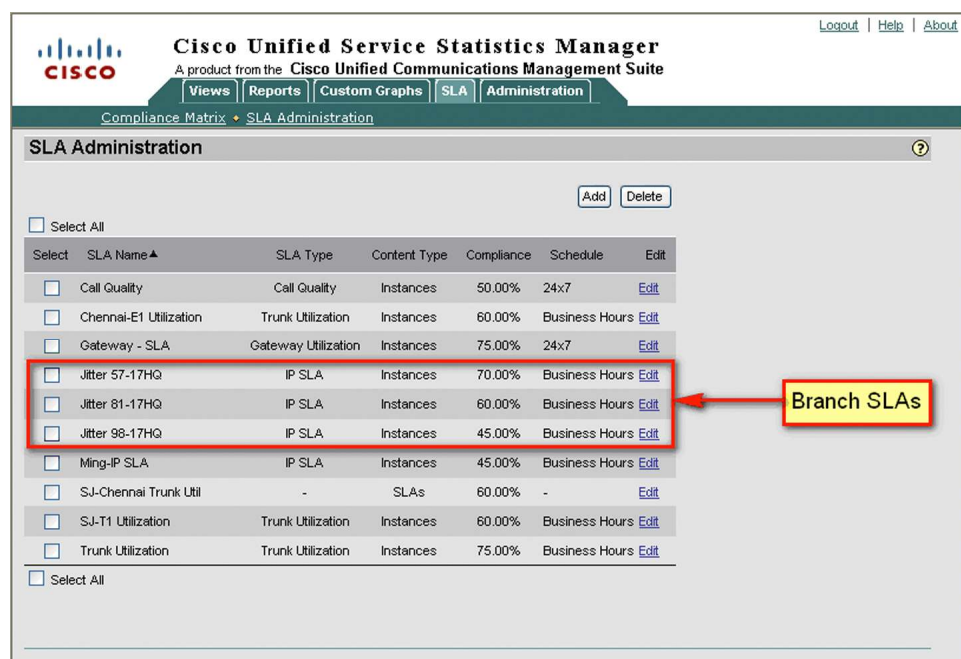 Logout | Help | About
CISCO
Cisco Unified Service Statistics Manager
A product from the Cisco Unified Communications Management Suite
Views Reports Custom Graphs SLA Administration
Compliance Matrix SLA Administration
SLA Administration ?
Add Delete
Select All
Select SLA Name SLA Type Content Type Compliance Schedule Edit
Call Quality Call Quality Instances 50.00% 24x7 Edit
Chennai-E1 Utilization Trunk Utilization Instances 60.00% Business Hours Edit
Gateway - SLA Gateway Utilization Instances 75.00% 24x7 Edit
Jitter 57-17HQ IP SLA Instances 70.00% Business Hours Edit
Jitter 81-17HQ IP SLA Instances 60.00% Business Hours Edit
Branch SLAs
Jitter 98-17HQ IP SLA Instances 45.00% Business Hours Edit
Ming-IP SLA IP SLA Instances 45.00% Business Hours Edit
SJ-Chennai Trunk Util - SLAs 60.00% - Edit
SJ-T1 Utilization Trunk Utilization Instances 60.00% Business Hours Edit
Trunk Utilization Trunk Utilization Instances 75.00% Business Hours Edit
Select All